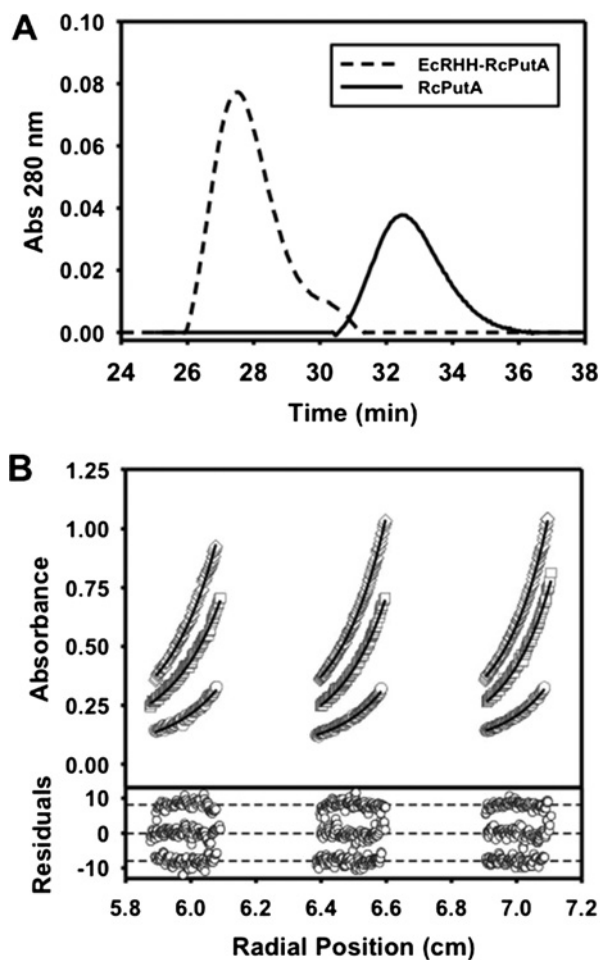 A
0.10
0.08
0.06
0.04
0.02
0.00
Abs 280 nm
EcRHH-RcPutA
RcPutA
24 26 28 30 32 34 36 38
Time (min)
B
1.25
1.00
0.75
0.50
0.25
0.00
Absorbance
10
0
-10
Residuals
5.8 6.0 6.2 6.4 6.6 6.8 7.0 7.2
Radial Position (cm)